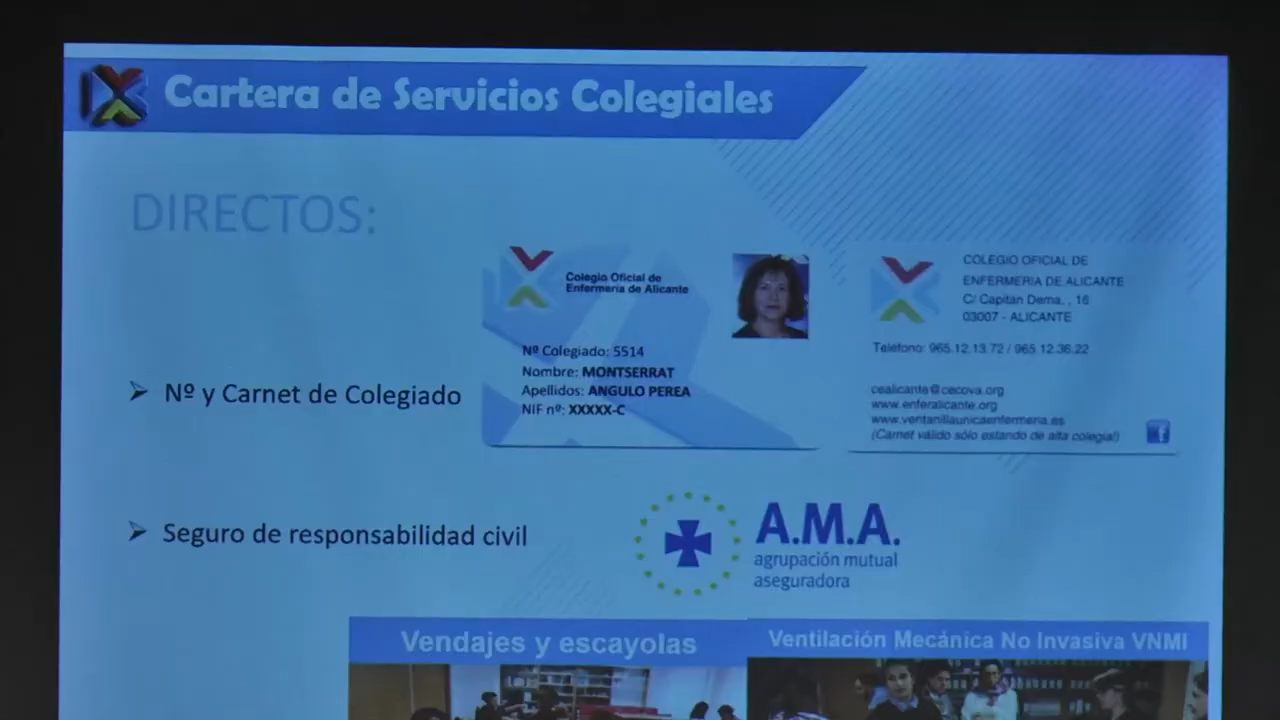 Cartera de Servicios Colegiales
DIRECTOS:
Colegio Oficial de
Enfermería de Alicante
Nº Colegiado: 5514
Nombre: MONTSERRAT
Apellidos: ANGULO PEREA
NIF nº: XXXXX-C
COLEGIO OFICIAL DE
ENFERMERIA DE ALICANTE
C/ Capitan Dema. , 16
03007 - ALICANTE
Telefono: 965.12.13.72 / 965.12.36.22
cealicante@cecova.org
www.enferalicante.org
www.ventanillaunicaenfermeria.es
(Carnet válido sólo estando de alta colegial)
f
➢ Nº y Carnet de Colegiado
➢ Seguro de responsabilidad civil
A.M.A.
agrupación mutual
aseguradora
Vendajes y escayolas
Ventilación Mecánica No Invasiva VNMI